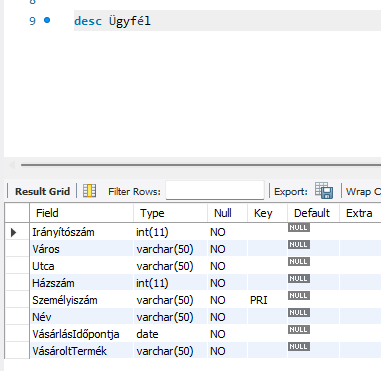 9 desc Ügyfél
Result Grid Filter Rows: Export: Wrap C
Field Type Null Key Default Extra
Irányítószám int(11) NO NULL
Város varchar(50) NO NULL
Utca varchar(50) NO NULL
Házszám int(11) NO NULL
Személyiszám varchar(50) NO PRI NULL
Név varchar(50) NO NULL
VásárlásIdőpontja date NO NULL
VásároltTermék varchar(50) NO NULL